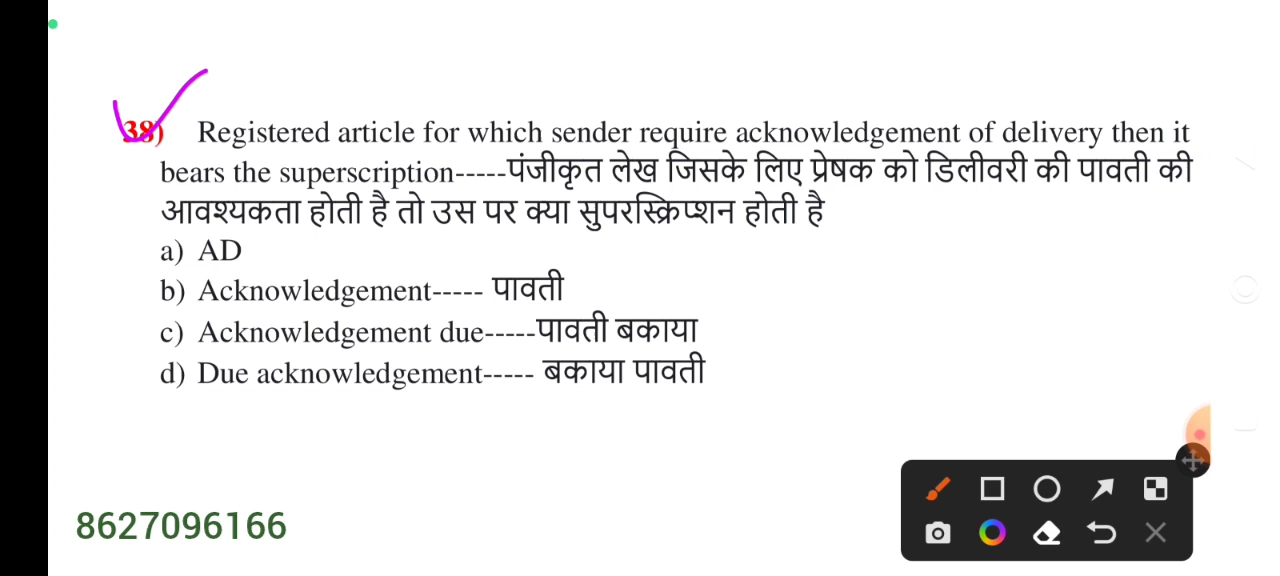 38) Registered article for which sender require acknowledgement of delivery then it
bears the superscription-----पंजीकृत लेख जिसके लिए प्रेषक को डिलीवरी की पावती की
आवश्यकता होती है तो उस पर क्या सुपरस्क्रिप्शन होती है
a) AD
b) Acknowledgement----- पावती
c) Acknowledgement due-----पावती बकाया
d) Due acknowledgement----- बकाया पावती
8627096166